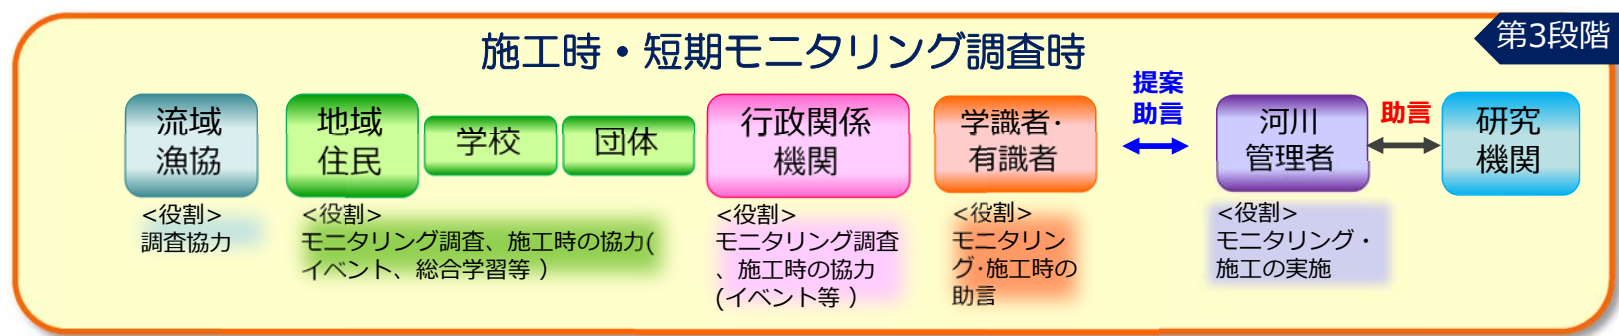 第3段階
施工時・短期モニタリング調査時
流域
漁協
地域
住民
学校
団体
行政関係
機関
学識者・
有識者
提案
助言
河川
管理者
助言
研究
機関
<役割>
調査協力
<役割>
モニタリング調査、施工時の協力(
イベント、総合学習等 )
<役割>
モニタリング調査
、施工時の協力
(イベント等 )
<役割>
モニタリン
グ・施工時の
助言
<役割>
モニタリング・
施工の実施